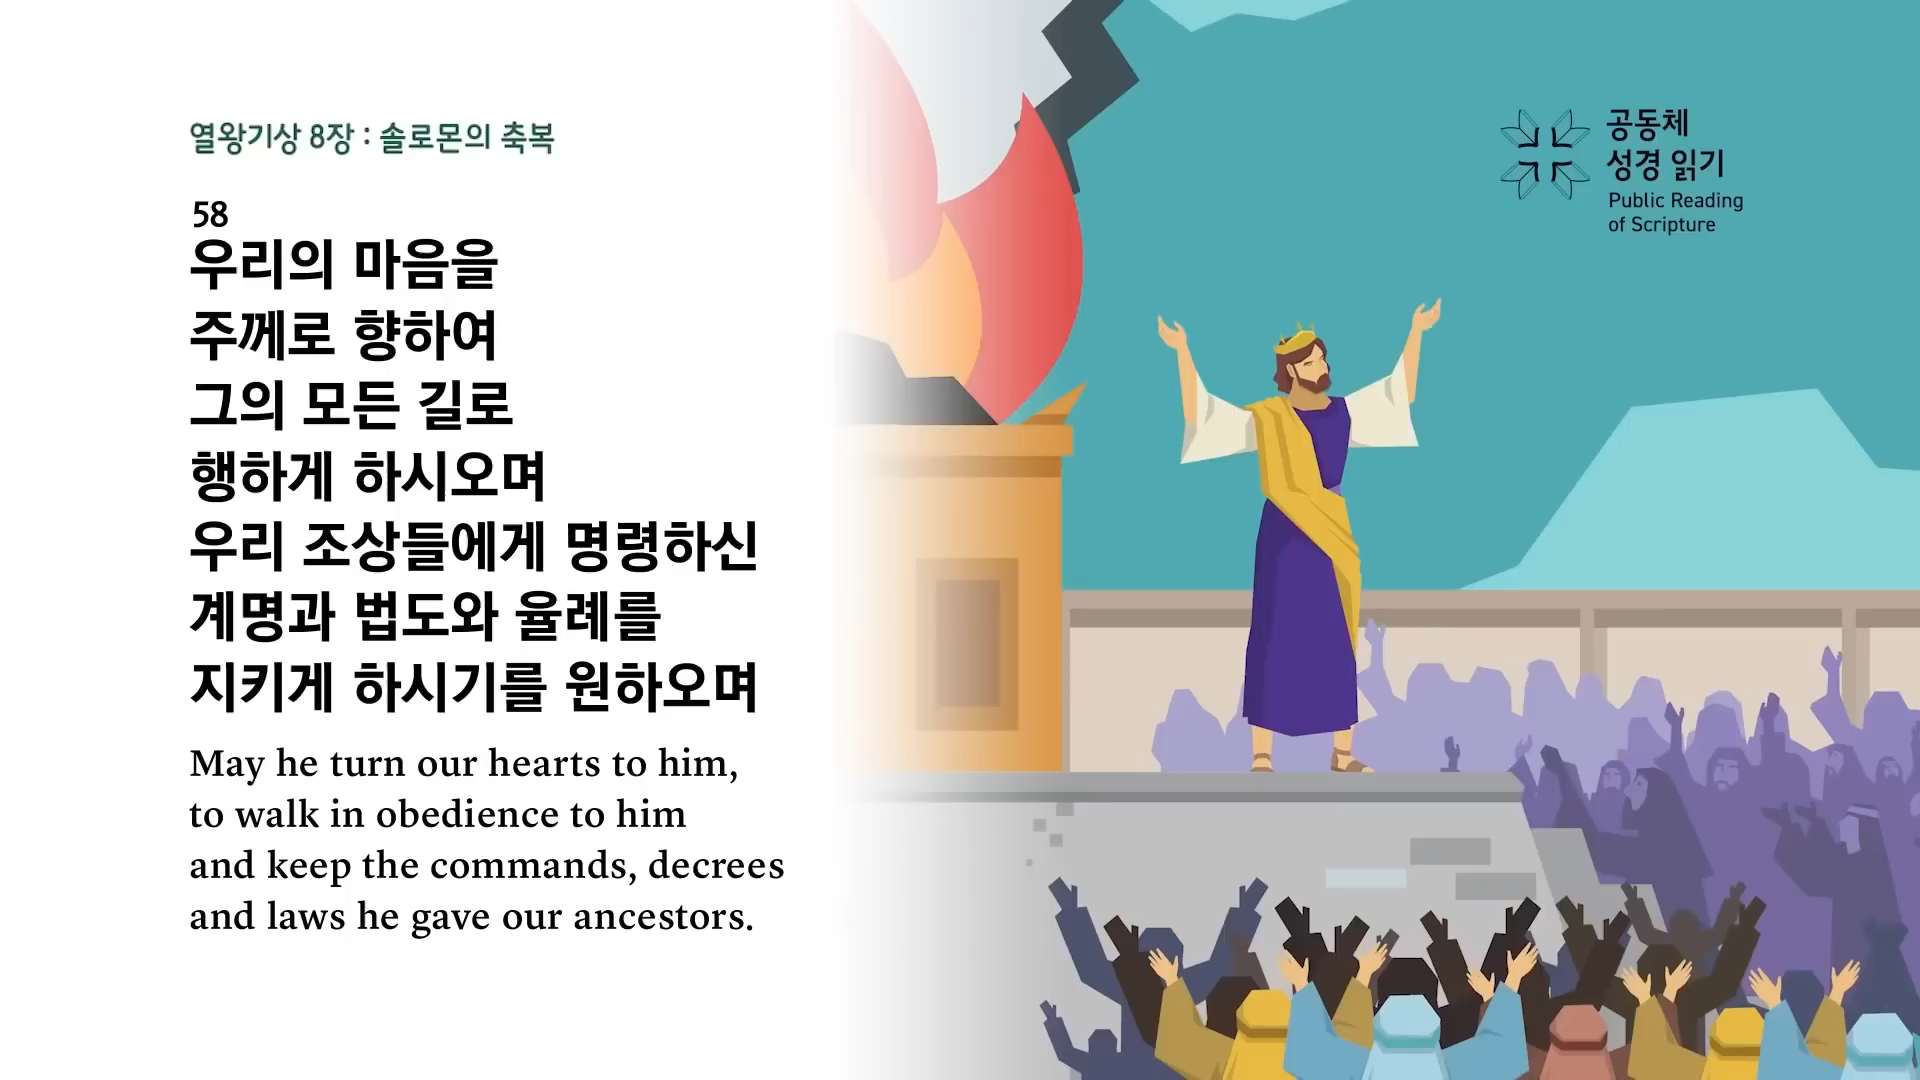 열왕기상 8장 : 솔로몬의 축복
58
우리의 마음을
주께로 향하여
그의 모든 길로
행하게 하시오며
우리 조상들에게 명령하신
계명과 법도와 율례를
지키게 하시기를 원하오며
May he turn our hearts to him,
to walk in obedience to him
and keep the commands, decrees
and laws he gave our ancestors.
공동체
성경 읽기
Public Reading
of Scripture